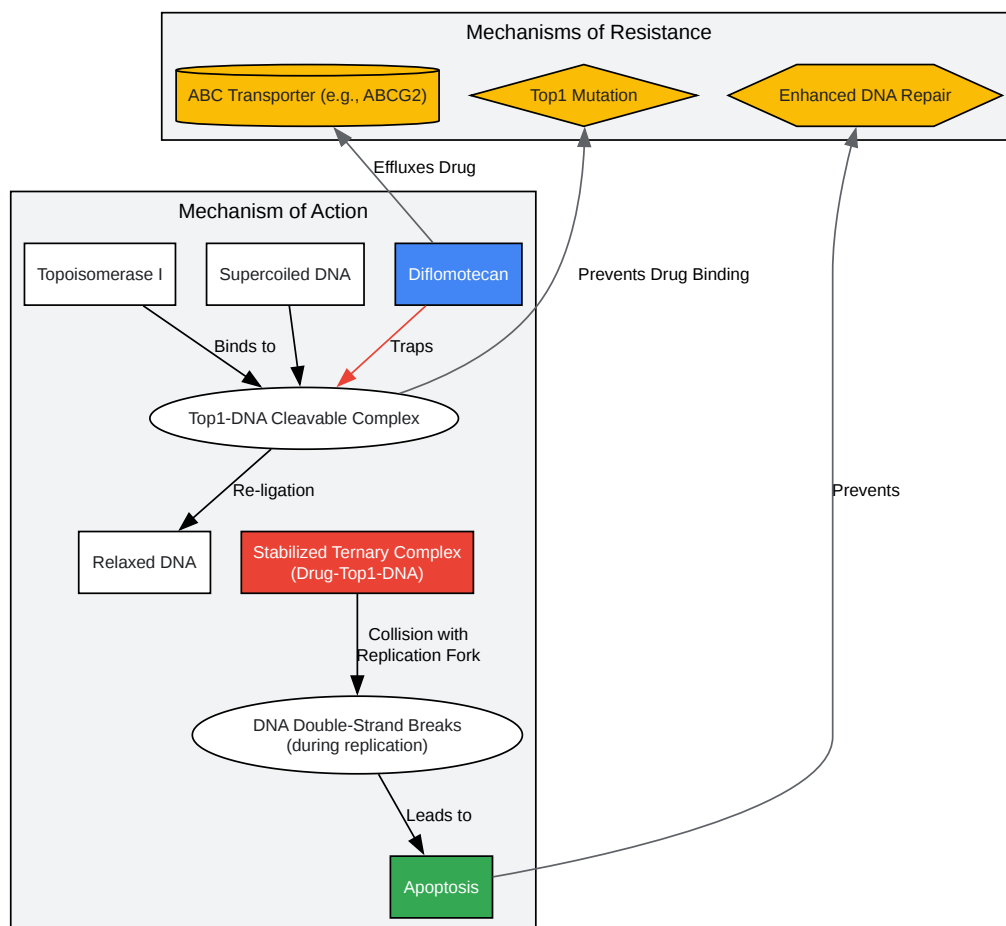 Mechanisms of Resistance
ABC Transporter (e.g., ABCG2)
Top1 Mutation
Enhanced DNA Repair
Effluxes Drug
Mechanism of Action
Topoisomerase I
Supercoiled DNA
Diflomotecan
Prevents Drug Binding
Binds to
Traps
Top1-DNA Cleavable Complex
Re-ligation
Prevents
Relaxed DNA
Stabilized Ternary Complex
(Drug-Top1-DNA)
Collision with
Replication Fork
DNA Double-Strand Breaks
(during replication)
Leads to
Apoptosis